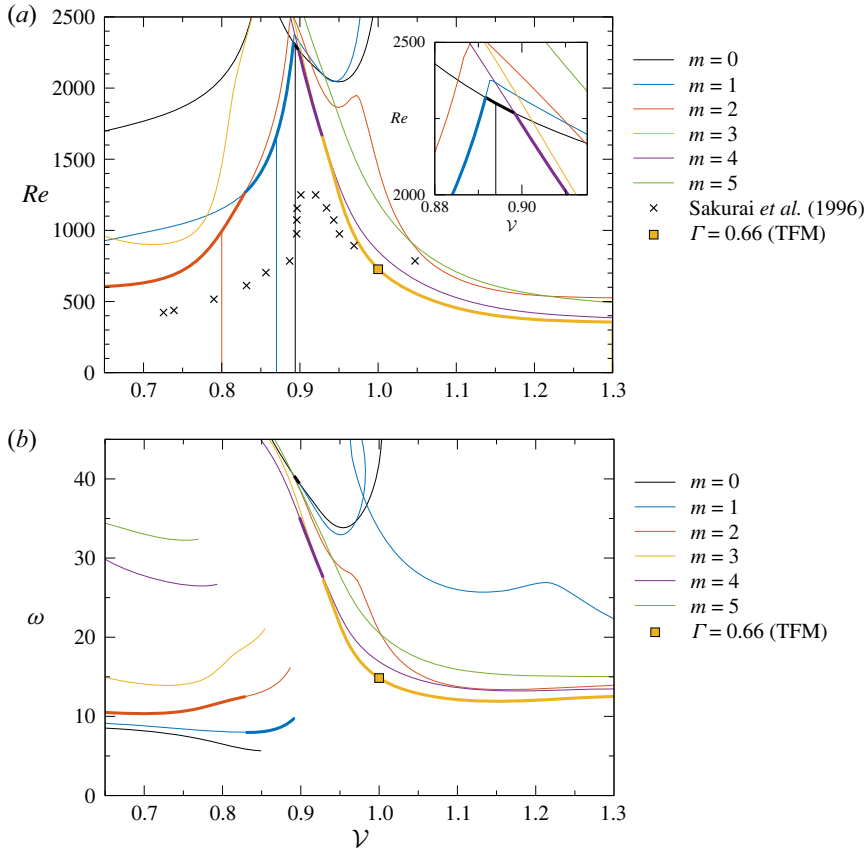 (a)
2500
2000
1500
Re
1000
500
0
0.7 0.8 0.9 1.0 1.1 1.2 1.3
2500
Re
2000
0.88 0.90
𝒱
m = 0
m = 1
m = 2
m = 3
m = 4
m = 5
Sakurai et al. (1996)
Γ = 0.66 (TFM)
(b)
40
30
ω
20
10
0
0.7 0.8 0.9 1.0 1.1 1.2 1.3
𝒱
m = 0
m = 1
m = 2
m = 3
m = 4
m = 5
Γ = 0.66 (TFM)